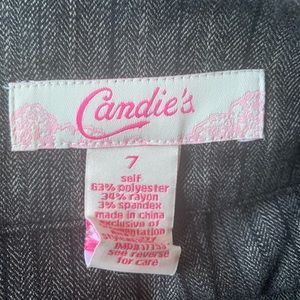 Candie's
7
self
63% polyester
34% rayon
3% spandex
made in china
exclusive of
see reverse
for care